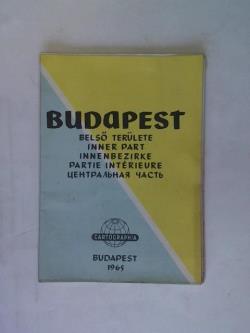 BUDAPEST
BELSŐ TERÜLETE
INNER PART
INNENBEZIRKE
PARTIE INTÉRIEURE
ЦЕНТРАЛЬНАЯ ЧАСТЬ
CARTOGRAPHIA
BUDAPEST
1965